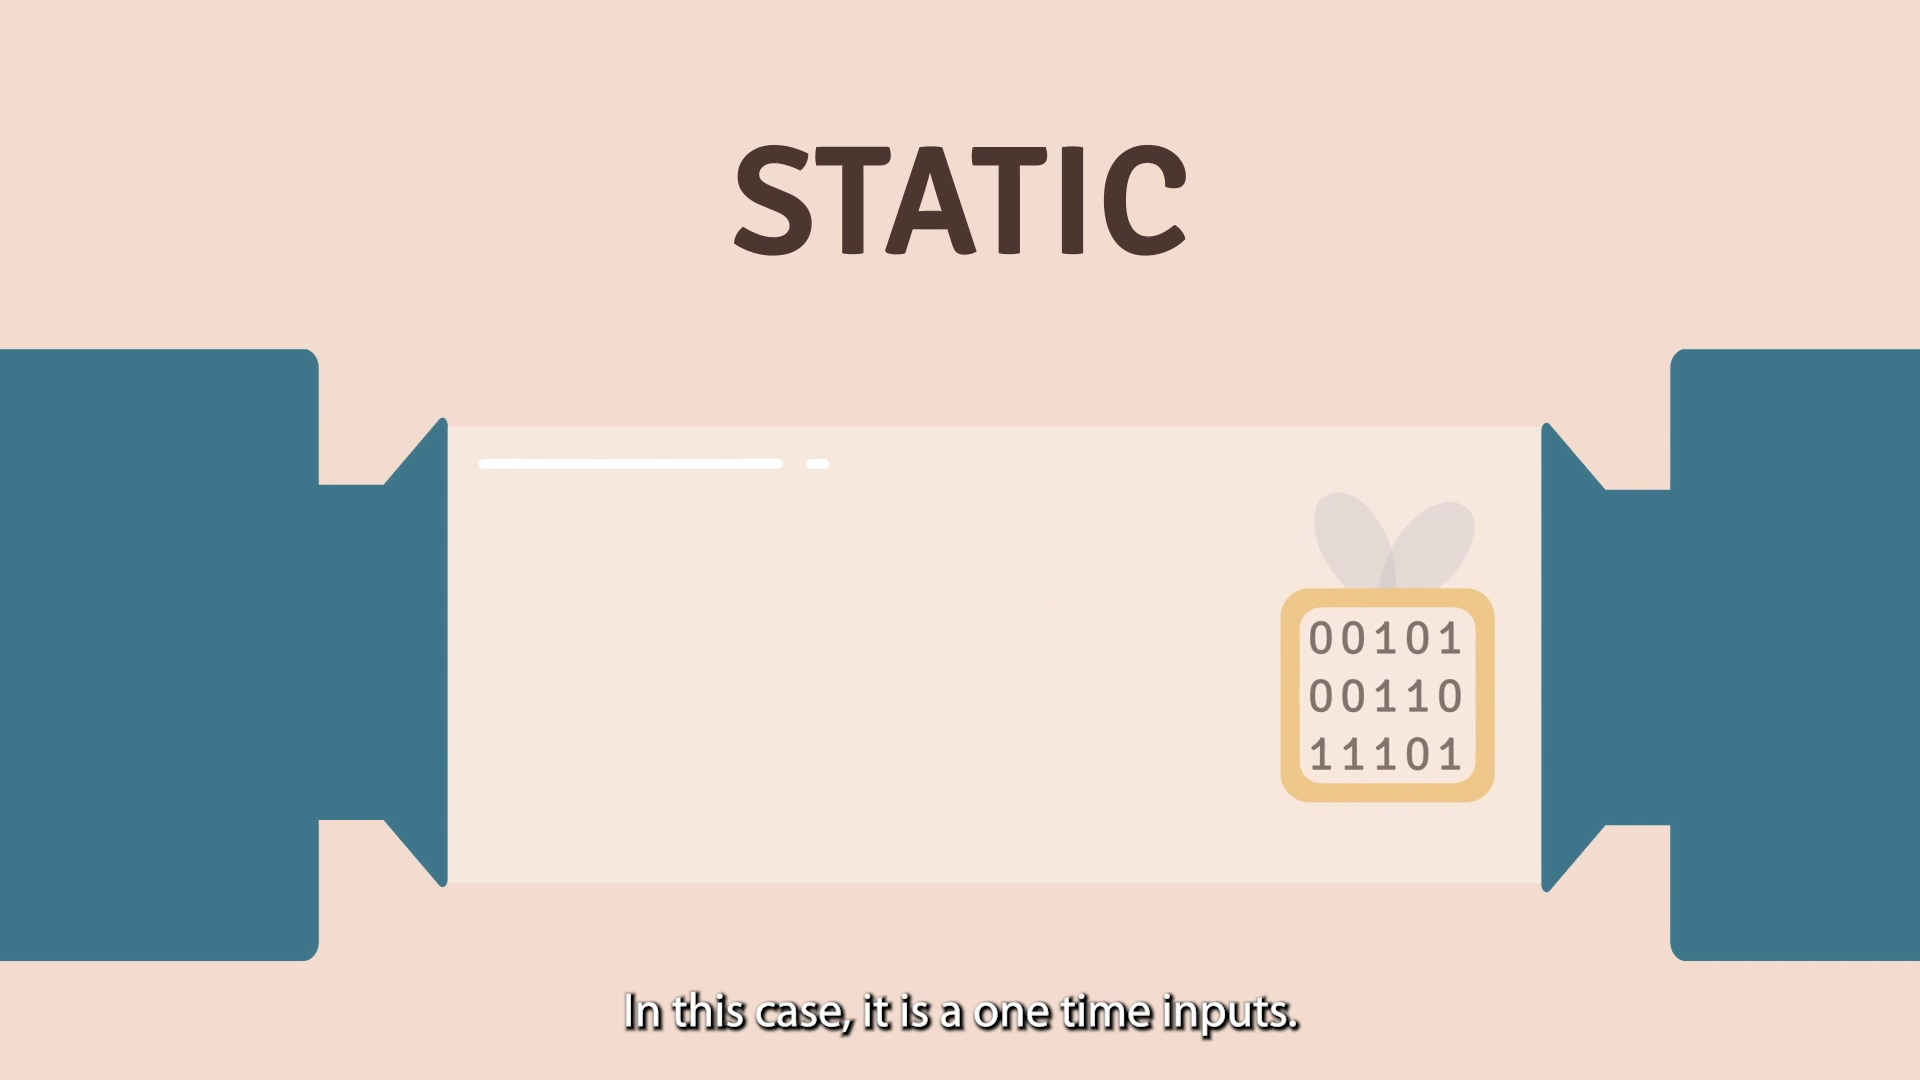 STATIC
00101
00110
11101
In this case, it is a one time inputs.